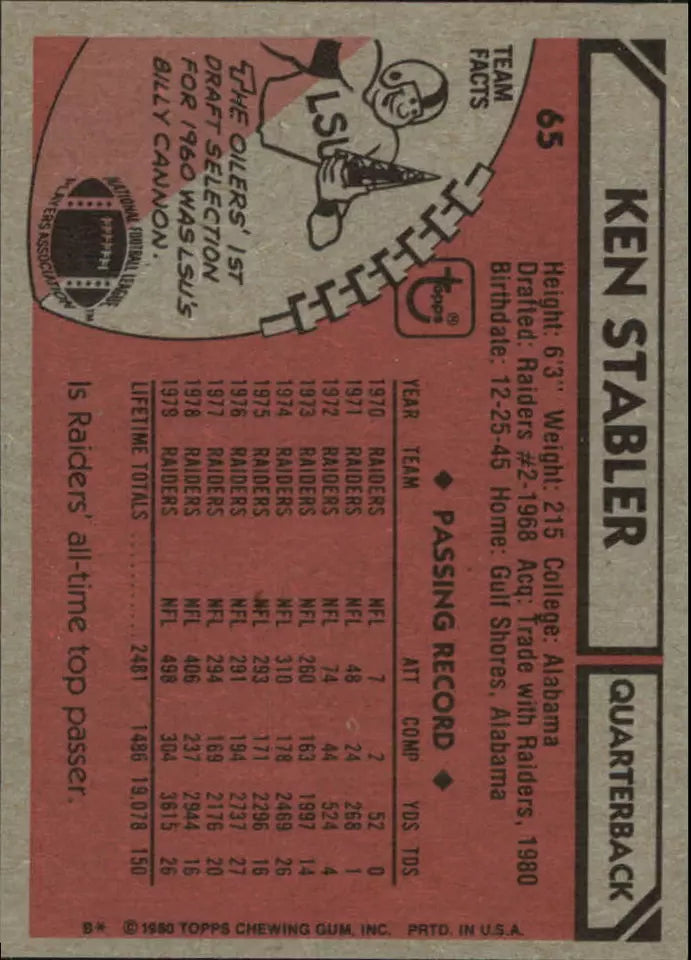 KEN STABLER
QUARTERBACK
65
Height: 6'3" Weight: 215 College: Alabama
Drafted: Raiders #2-1968 Acq: Trade with Raiders, 1980
Birthdate: 12-25-45 Home: Gulf Shores, Alabama
TEAM
FACTS
LSU
THE OILERS' 1ST
DRAFT SELECTION
FOR 1960 WAS LSU'S
BILLY CANNON.
NATIONAL FOOTBALL LEAGUE
PLAYERS ASSOCIATION
TM
topps®
◆ PASSING RECORD ◆
YEAR TEAM ATT COMP YDS TDS
1970 RAIDERS NFL 7 2 52 0
1971 RAIDERS NFL 48 24 268 1
1972 RAIDERS NFL 74 44 524 4
1973 RAIDERS NFL 260 163 1997 14
1974 RAIDERS NFL 310 178 2469 26
1975 RAIDERS NFL 293 171 2296 16
1976 RAIDERS NFL 291 194 2737 27
1977 RAIDERS NFL 294 169 2176 20
1978 RAIDERS NFL 406 237 2944 16
1979 RAIDERS NFL 498 304 3615 26
LIFETIME TOTALS .......... 2481 1486 19,078 150
Is Raiders' all-time top passer.
B* ©1980 TOPPS CHEWING GUM, INC. PRTD. IN U.S.A.